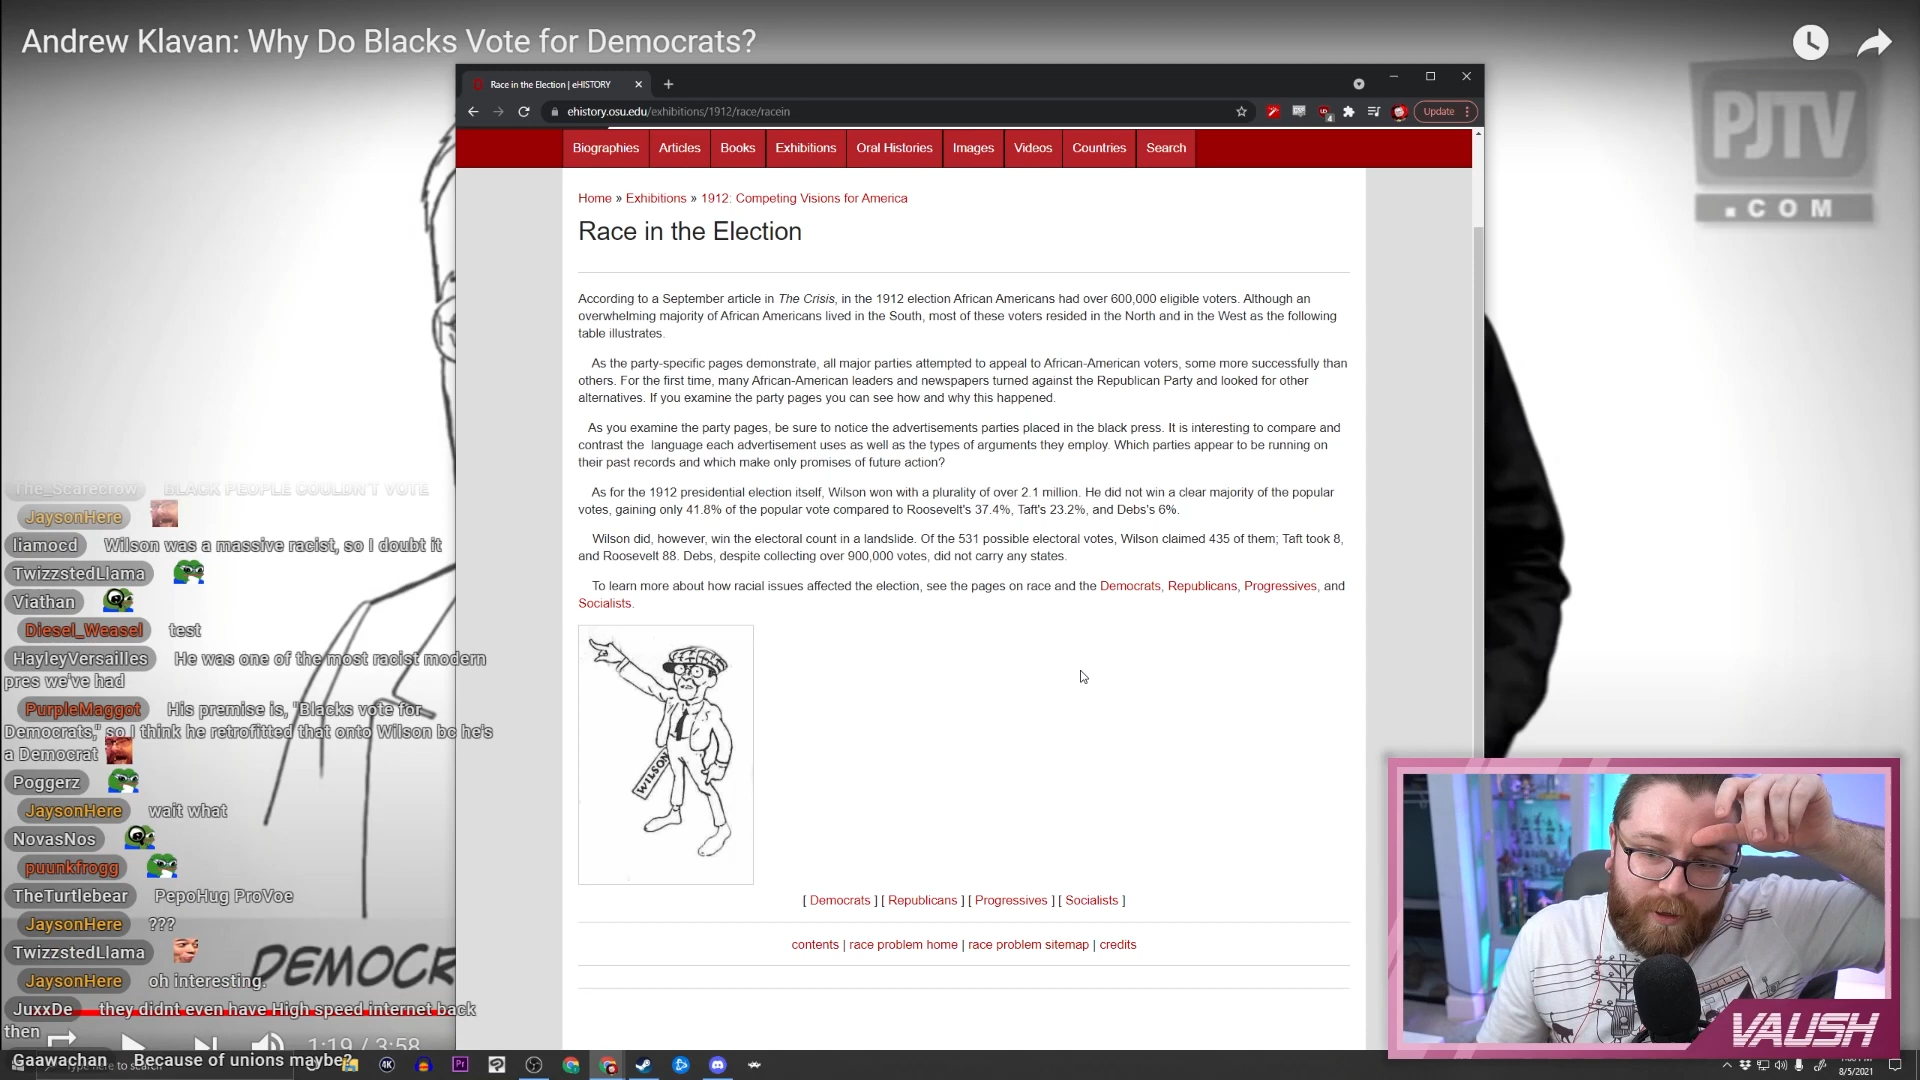 Andrew Klavan: Why Do Blacks Vote for Democrats?
PJTV
.COM
Race in the Election | eHISTORY
ehistory.osu.edu/exhibitions/1912/race/racein
Update
Biographies
Articles
Books
Exhibitions
Oral Histories
Images
Videos
Countries
Search
Home » Exhibitions » 1912: Competing Visions for America
Race in the Election
According to a September article in The Crisis, in the 1912 election African Americans had over 600,000 eligible voters. Although an
overwhelming majority of African Americans lived in the South, most of these voters resided in the North and in the West as the following
table illustrates.
As the party-specific pages demonstrate, all major parties attempted to appeal to African-American voters, some more successfully than
others. For the first time, many African-American leaders and newspapers turned against the Republican Party and looked for other
alternatives. If you examine the party pages you can see how and why this happened.
As you examine the party pages, be sure to notice the advertisements parties placed in the black press. It is interesting to compare and
contrast the language each advertisement uses as well as the types of arguments they employ. Which parties appear to be running on
their past records and which make only promises of future action?
As for the 1912 presidential election itself, Wilson won with a plurality of over 2.1 million. He did not win a clear majority of the popular
votes, gaining only 41.8% of the popular vote compared to Roosevelt's 37.4%, Taft's 23.2%, and Debs's 6%.
Wilson did, however, win the electoral count in a landslide. Of the 531 possible electoral votes, Wilson claimed 435 of them; Taft took 8,
and Roosevelt 88. Debs, despite collecting over 900,000 votes, did not carry any states.
To learn more about how racial issues affected the election, see the pages on race and the Democrats, Republicans, Progressives, and
Socialists.
WILSON
[ Democrats ] [ Republicans ] [ Progressives ] [ Socialists ]
contents | race problem home | race problem sitemap | credits
The_Scarecrow BLACK PEOPLE COULDN'T VOTE
JaysonHere
liamocd Wilson was a massive racist, so I doubt it
TwizzstedLlama
Viathan
Diesel_Weasel test
HayleyVersailles He was one of the most racist modern
pres we've had
PurpleMaggot His premise is, "Blacks vote for
Democrats," so I think he retrofitted that onto Wilson bc he's
a Democrat
Poggerz
JaysonHere wait what
NovasNos
puunkfrogg
TheTurtlebear PepoHug ProVoe
JaysonHere ???
TwizzstedLlama
JaysonHere oh interesting.
JuxxDe they didnt even have High speed internet back
then
Gaawachan Because of unions maybe?
DEMOCR
1:19 / 3:58
Type here to search
4K
Pr
VAUSH
8/5/2021